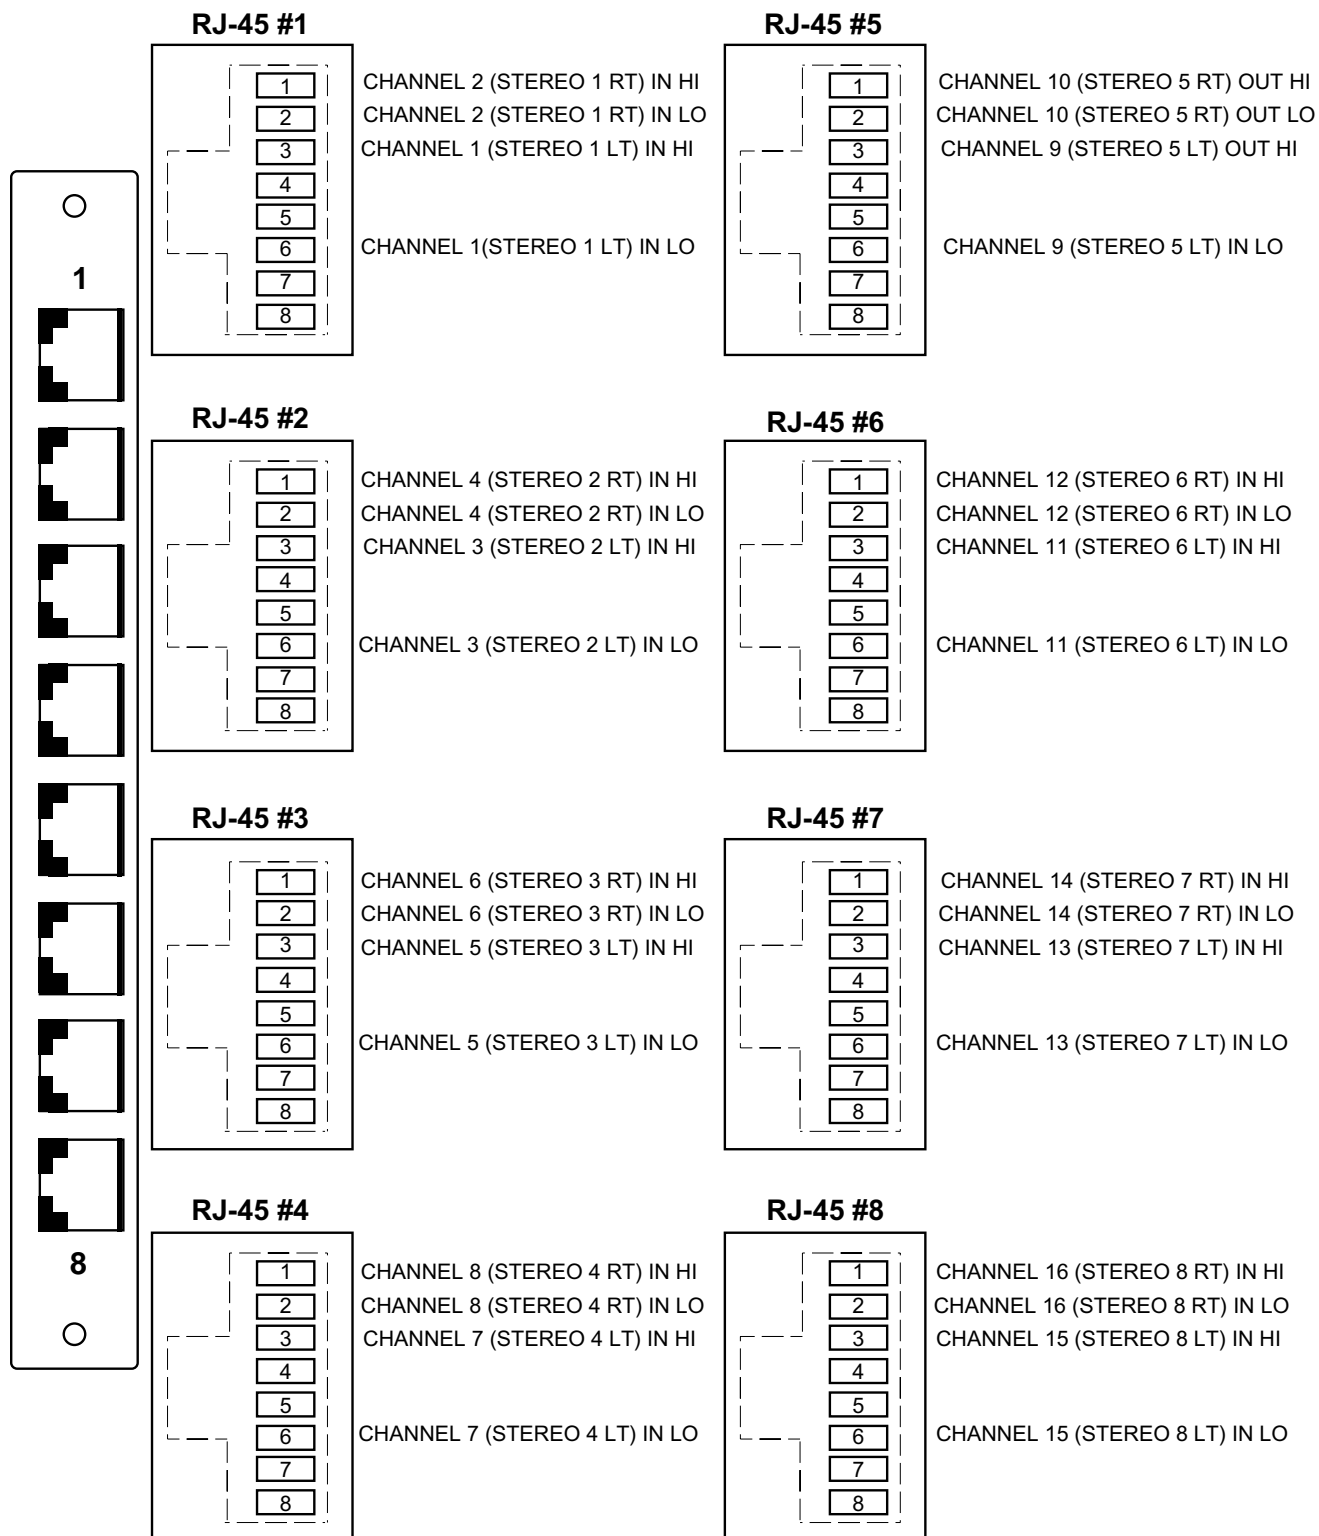 RJ-45 #1
1 CHANNEL 2 (STEREO 1 RT) IN HI
2 CHANNEL 2 (STEREO 1 RT) IN LO
3 CHANNEL 1 (STEREO 1 LT) IN HI
4
5
6 CHANNEL 1(STEREO 1 LT) IN LO
7
8
RJ-45 #2
1 CHANNEL 4 (STEREO 2 RT) IN HI
2 CHANNEL 4 (STEREO 2 RT) IN LO
3 CHANNEL 3 (STEREO 2 LT) IN HI
4
5
6 CHANNEL 3 (STEREO 2 LT) IN LO
7
8
RJ-45 #3
1 CHANNEL 6 (STEREO 3 RT) IN HI
2 CHANNEL 6 (STEREO 3 RT) IN LO
3 CHANNEL 5 (STEREO 3 LT) IN HI
4
5
6 CHANNEL 5 (STEREO 3 LT) IN LO
7
8
RJ-45 #4
1 CHANNEL 8 (STEREO 4 RT) IN HI
2 CHANNEL 8 (STEREO 4 RT) IN LO
3 CHANNEL 7 (STEREO 4 LT) IN HI
4
5
6 CHANNEL 7 (STEREO 4 LT) IN LO
7
8
RJ-45 #5
1 CHANNEL 10 (STEREO 5 RT) OUT HI
2 CHANNEL 10 (STEREO 5 RT) OUT LO
3 CHANNEL 9 (STEREO 5 LT) OUT HI
4
5
6 CHANNEL 9 (STEREO 5 LT) IN LO
7
8
RJ-45 #6
1 CHANNEL 12 (STEREO 6 RT) IN HI
2 CHANNEL 12 (STEREO 6 RT) IN LO
3 CHANNEL 11 (STEREO 6 LT) IN HI
4
5
6 CHANNEL 11 (STEREO 6 LT) IN LO
7
8
RJ-45 #7
1 CHANNEL 14 (STEREO 7 RT) IN HI
2 CHANNEL 14 (STEREO 7 RT) IN LO
3 CHANNEL 13 (STEREO 7 LT) IN HI
4
5
6 CHANNEL 13 (STEREO 7 LT) IN LO
7
8
RJ-45 #8
1 CHANNEL 16 (STEREO 8 RT) IN HI
2 CHANNEL 16 (STEREO 8 RT) IN LO
3 CHANNEL 15 (STEREO 8 LT) IN HI
4
5
6 CHANNEL 15 (STEREO 8 LT) IN LO
7
8
1
8